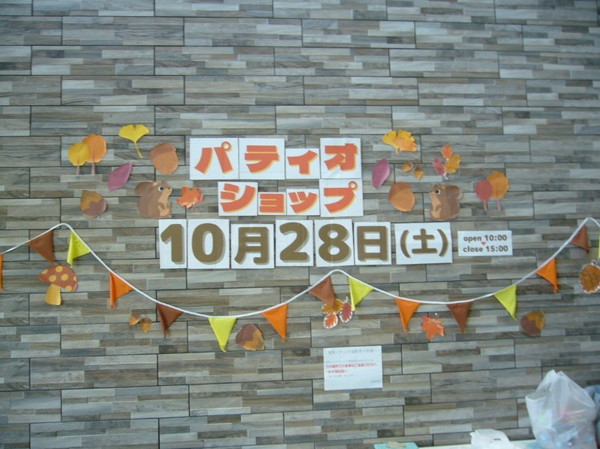 パティオ
ショップ
10月28日(土)
open 10:00
close 15:00